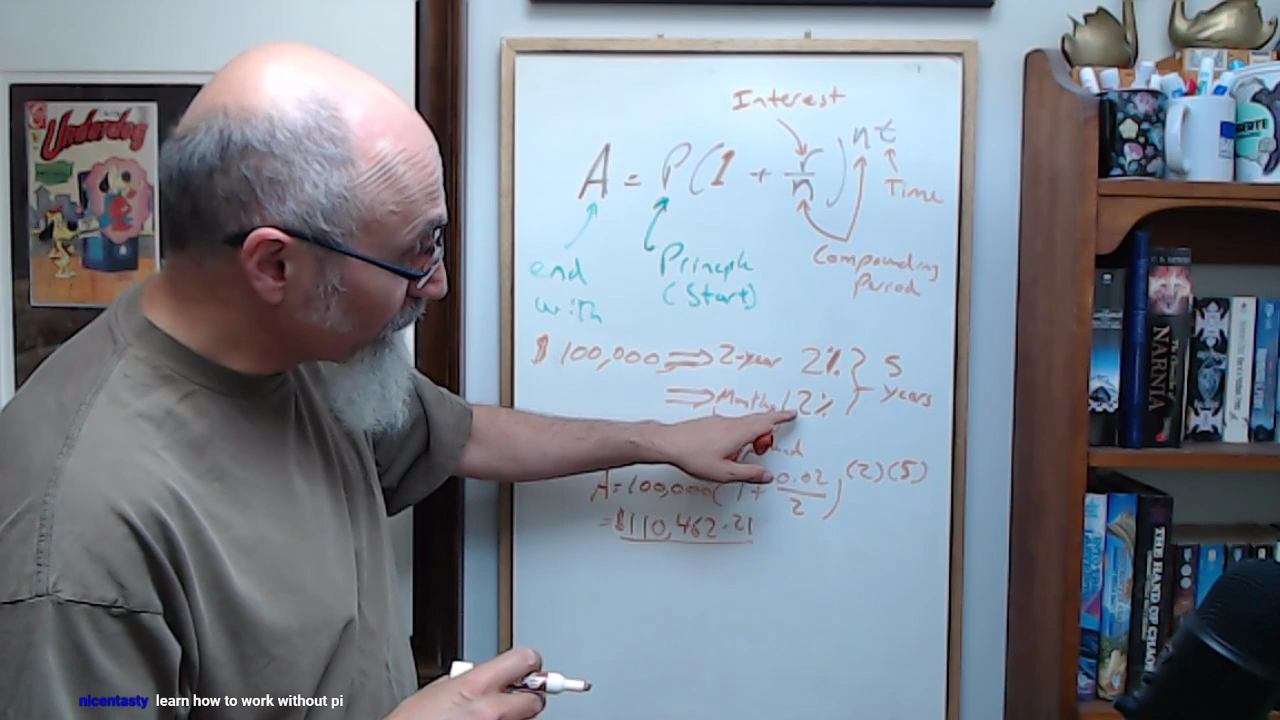 Underdog
Interest
A = P(1 + r/n)^nt
Time
end
with
Principle
(Start)
Compounding
Period
$100,000 ⇒ 2-year 2% } 5
⇒ Monthly 2% } years
A=100,000(1+0.02/2)^(2)(5)
=$110,462.21
NARNIA
THE HAND OF CHAOS
nicentasty learn how to work without pi